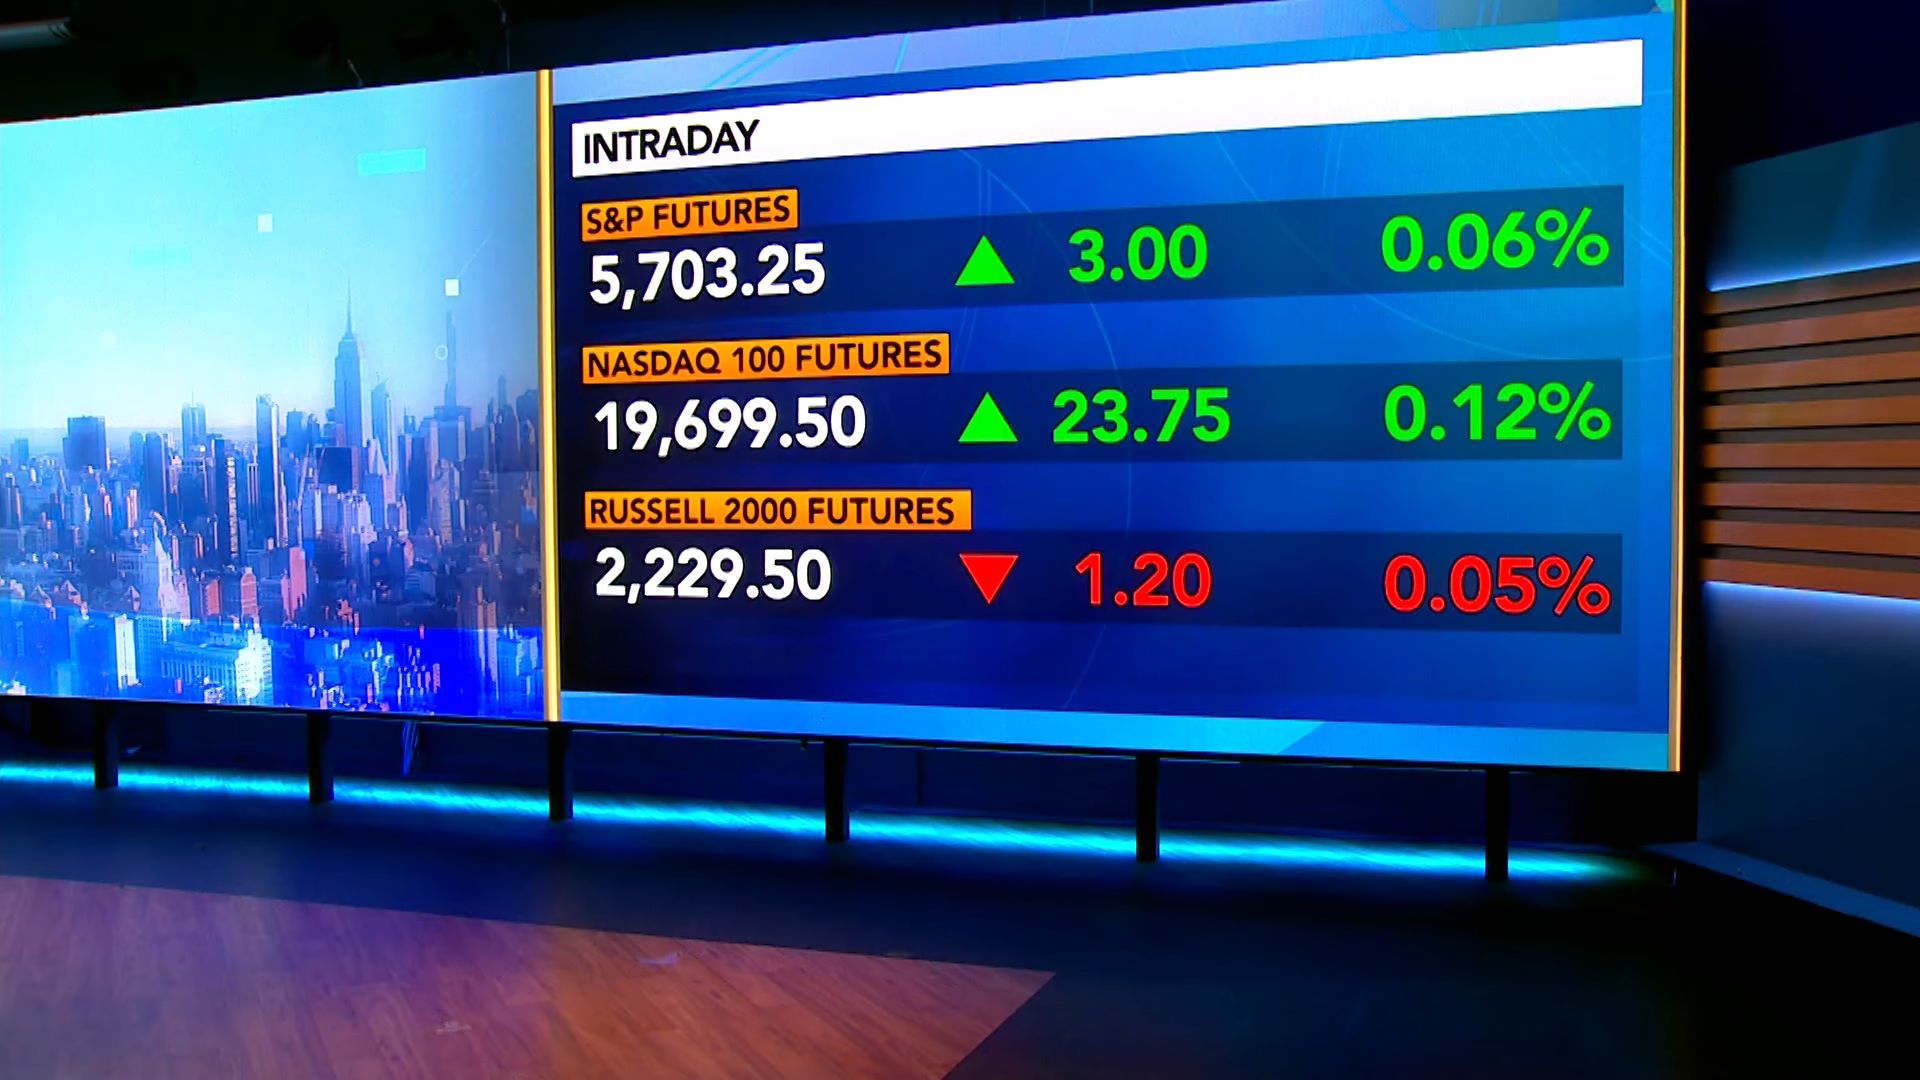 INTRADAY
S&P FUTURES
5,703.25 ▲ 3.00 0.06%
NASDAQ 100 FUTURES
19,699.50 ▲ 23.75 0.12%
RUSSELL 2000 FUTURES
2,229.50 ▼ 1.20 0.05%